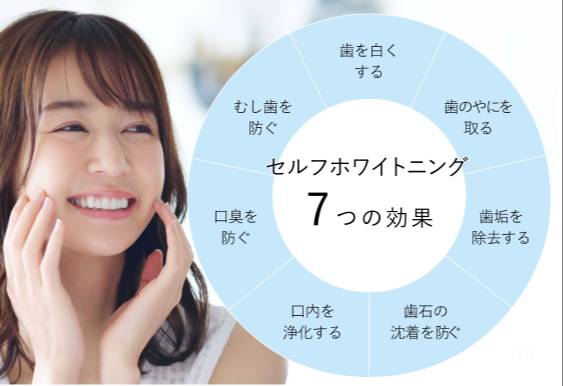 歯を白く
する
歯のやにを
取る
歯垢を
除去する
歯石の
沈着を防ぐ
口内を
浄化する
口臭を
防ぐ
むし歯を
防ぐ
セルフホワイトニング
7つの効果